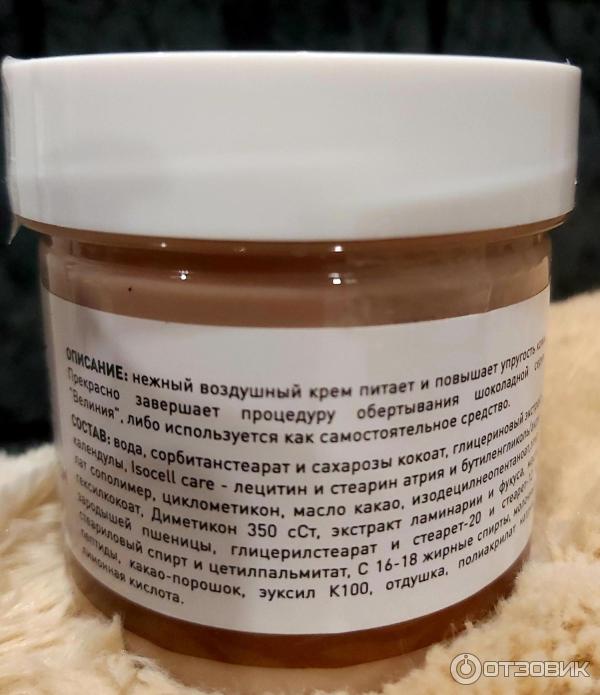 ОПИСАНИЕ: нежный воздушный крем питает и повышает упругость
Прекрасно завершает процедуру обертывания шоколадной
"Велиния", либо используется как самостоятельное средство.
СОСТАВ: вода, сорбитанстеарат и сахарозы кокоат, глицериновый
календулы, Isocell care - лецитин и стеарин атрия и бутиленгликоль
лат сополимер, циклометикон, масло какао, изодецилнеопентаноат
гексилкокоат, Диметикон 350 сСт, экстракт ламинарии и фукуса,
зародышей пшеницы, глицерилстеарат и стеарет-20 и стеарет-
стеариловый спирт и цетилпальмитат, С 16-18 жирные спирты,
пептиды, какао-порошок, эуксил К100, отдушка, полиакрилат
лимонная кислота.
ОТЗОВИК